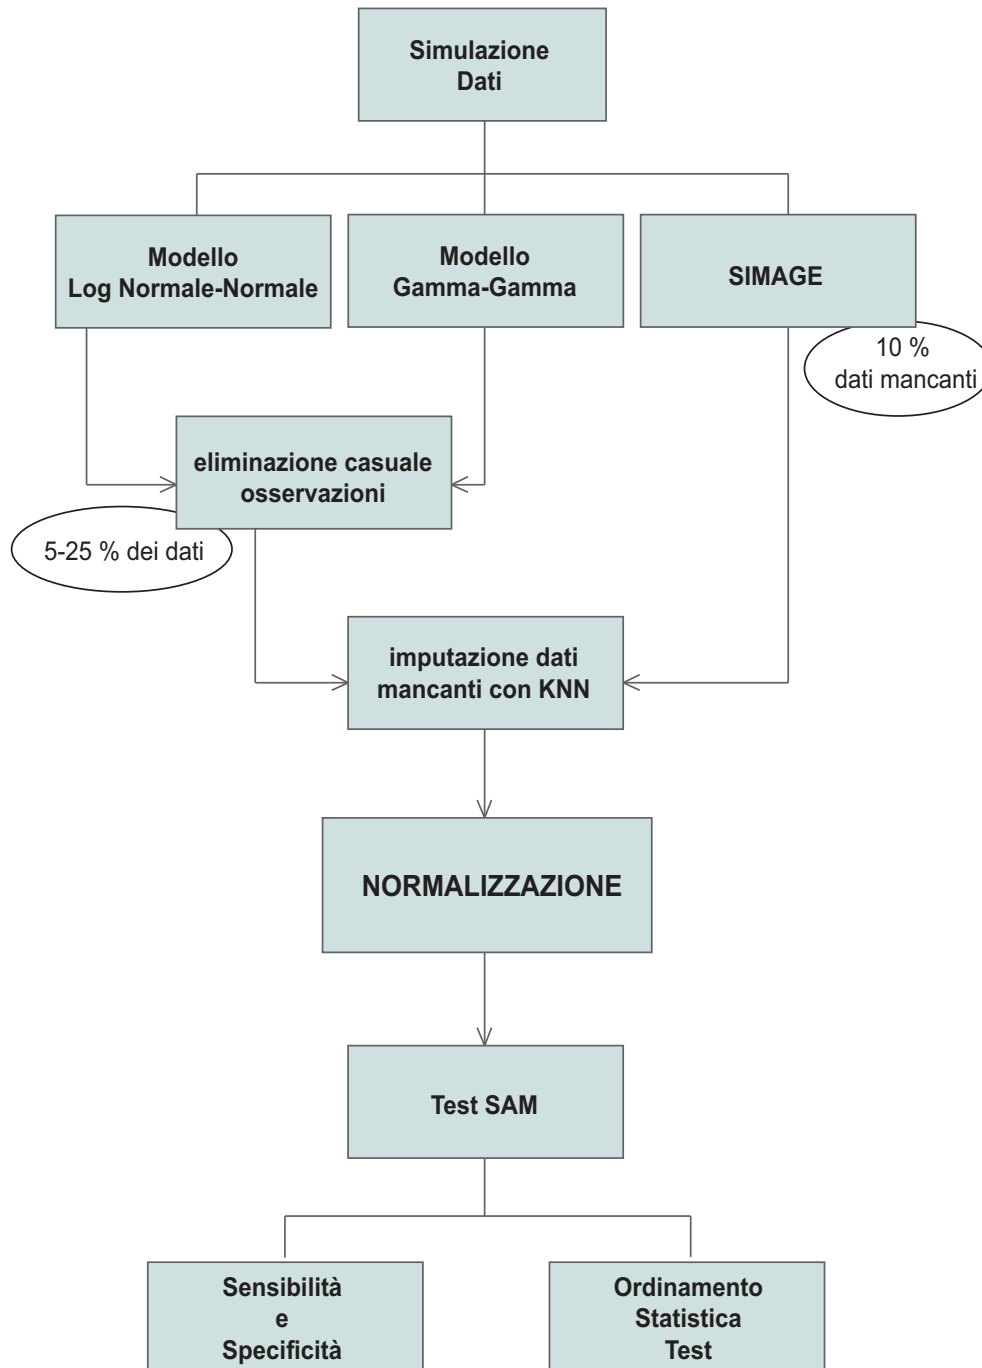 Simulazione
Dati
Modello
Log Normale-Normale
Modello
Gamma-Gamma
SIMAGE
10 %
dati mancanti
eliminazione casuale
osservazioni
5-25 % dei dati
imputazione dati
mancanti con KNN
NORMALIZZAZIONE
Test SAM
Sensibilità
e
Specificità
Ordinamento
Statistica
Test